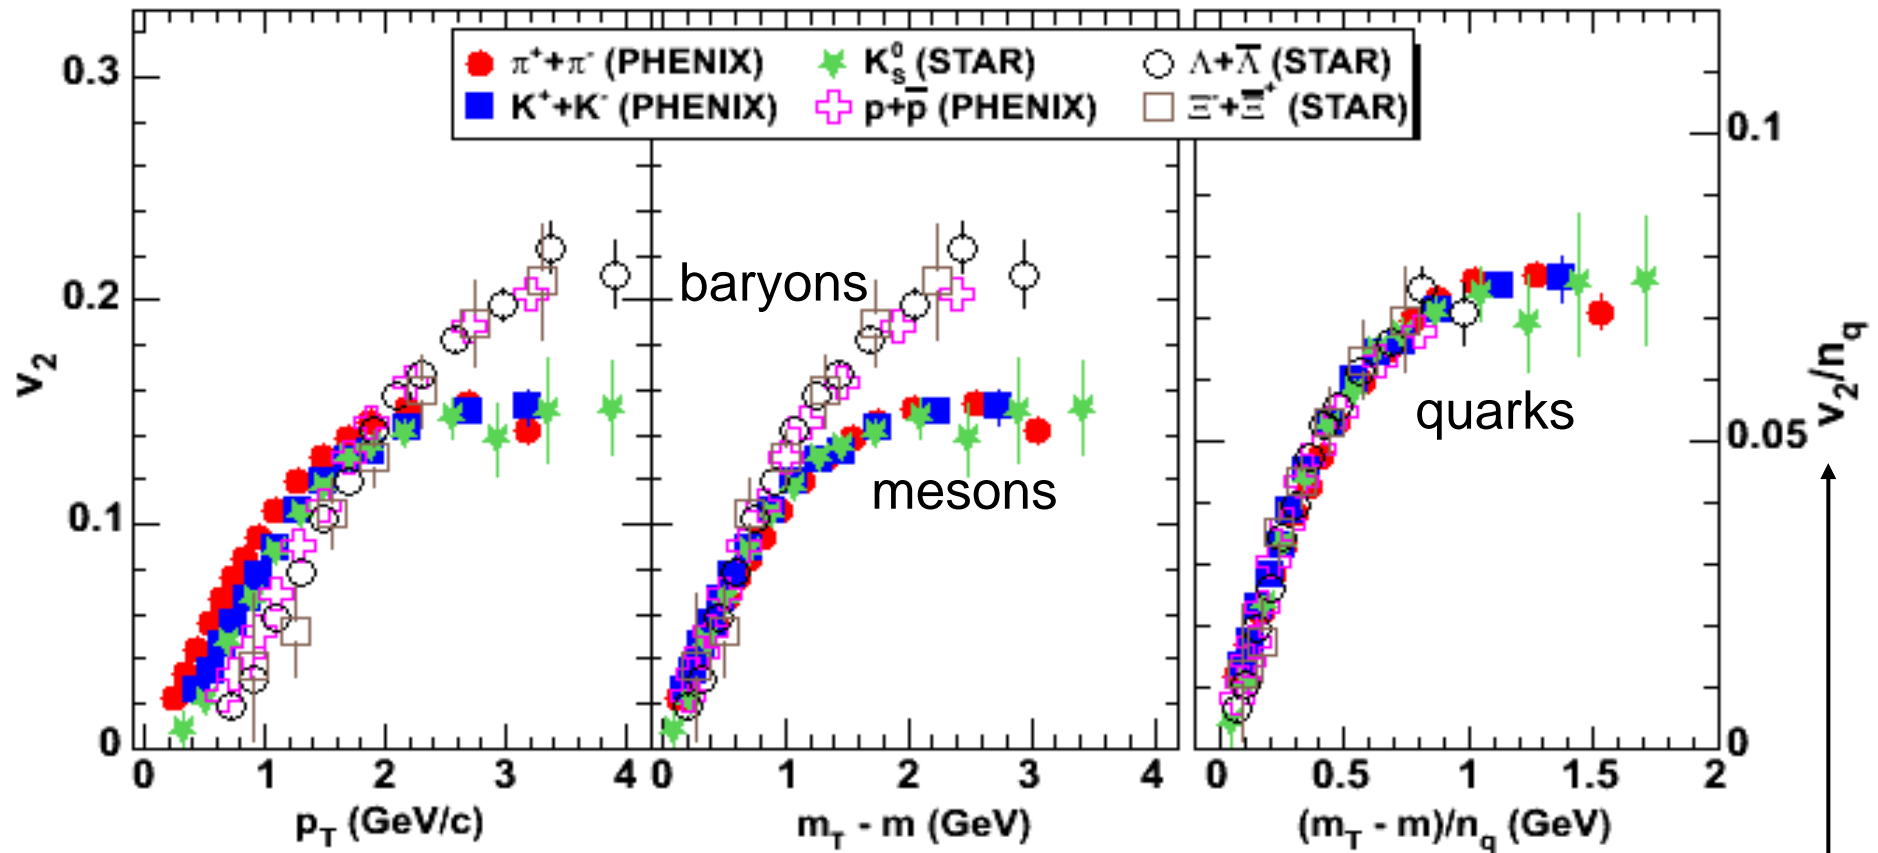 π⁺+π⁻ (PHENIX) K⁰ₛ (STAR) Λ+Λ̅ (STAR)
K⁺+K⁻ (PHENIX) p+p̅ (PHENIX) Ξ⁻+Ξ̅⁺ (STAR)
0.3
0.2
0.1
0
v₂
baryons
mesons
quarks
0.1
0.05
0
v₂/n_q
0 1 2 3 4
0 1 2 3 4
0 0.5 1 1.5 2
p_T (GeV/c)
m_T - m (GeV)
(m_T - m)/n_q (GeV)